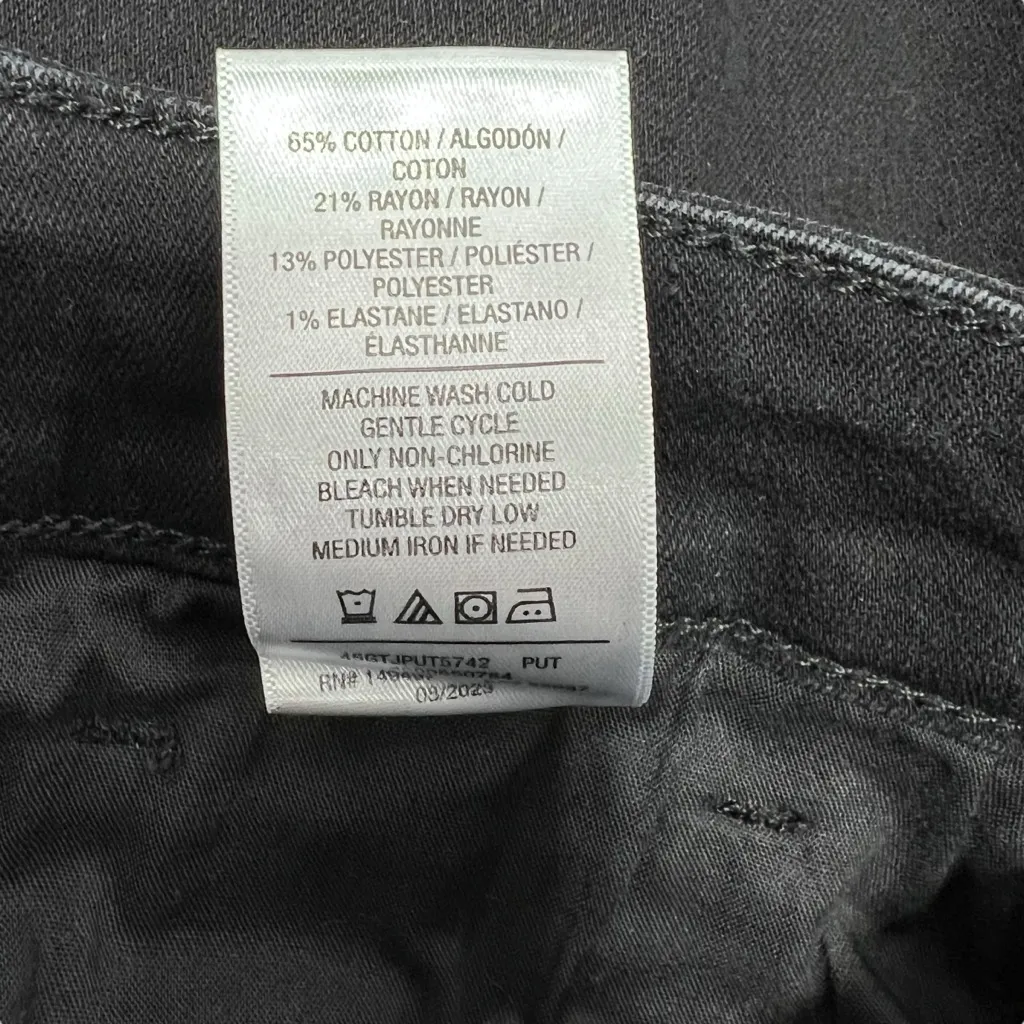 65% COTTON / ALGODÓN /
COTON
21% RAYON / RAYON /
RAYONNE
13% POLYESTER / POLIÉSTER /
POLYESTER
1% ELASTANE / ELASTANO /
ÉLASTHANNE
MACHINE WASH COLD
GENTLE CYCLE
ONLY NON-CHLORINE
BLEACH WHEN NEEDED
TUMBLE DRY LOW
MEDIUM IRON IF NEEDED
PUT
RN#